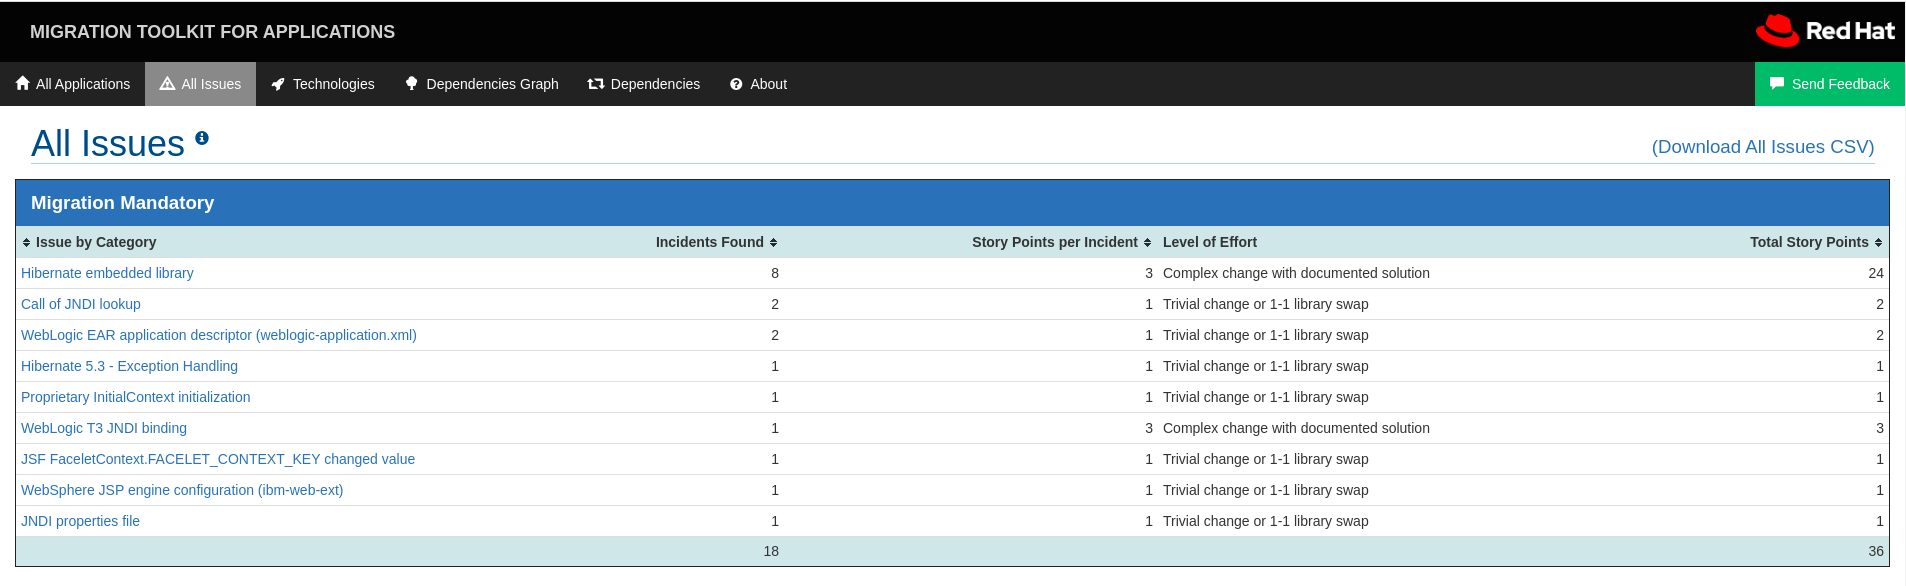 MIGRATION TOOLKIT FOR APPLICATIONS
Red Hat
All Applications All Issues Technologies Dependencies Graph Dependencies About Send Feedback
All Issues
(Download All Issues CSV)
Migration Mandatory
Issue by Category Incidents Found Story Points per Incident Level of Effort Total Story Points
Hibernate embedded library 8 3 Complex change with documented solution 24
Call of JNDI lookup 2 1 Trivial change or 1-1 library swap 2
WebLogic EAR application descriptor (weblogic-application.xml) 2 1 Trivial change or 1-1 library swap 2
Hibernate 5.3 - Exception Handling 1 1 Trivial change or 1-1 library swap 1
Proprietary InitialContext initialization 1 1 Trivial change or 1-1 library swap 1
WebLogic T3 JNDI binding 1 3 Complex change with documented solution 3
JSF FaceletContext.FACELET_CONTEXT_KEY changed value 1 1 Trivial change or 1-1 library swap 1
WebSphere JSP engine configuration (ibm-web-ext) 1 1 Trivial change or 1-1 library swap 1
JNDI properties file 1 1 Trivial change or 1-1 library swap 1
18 36